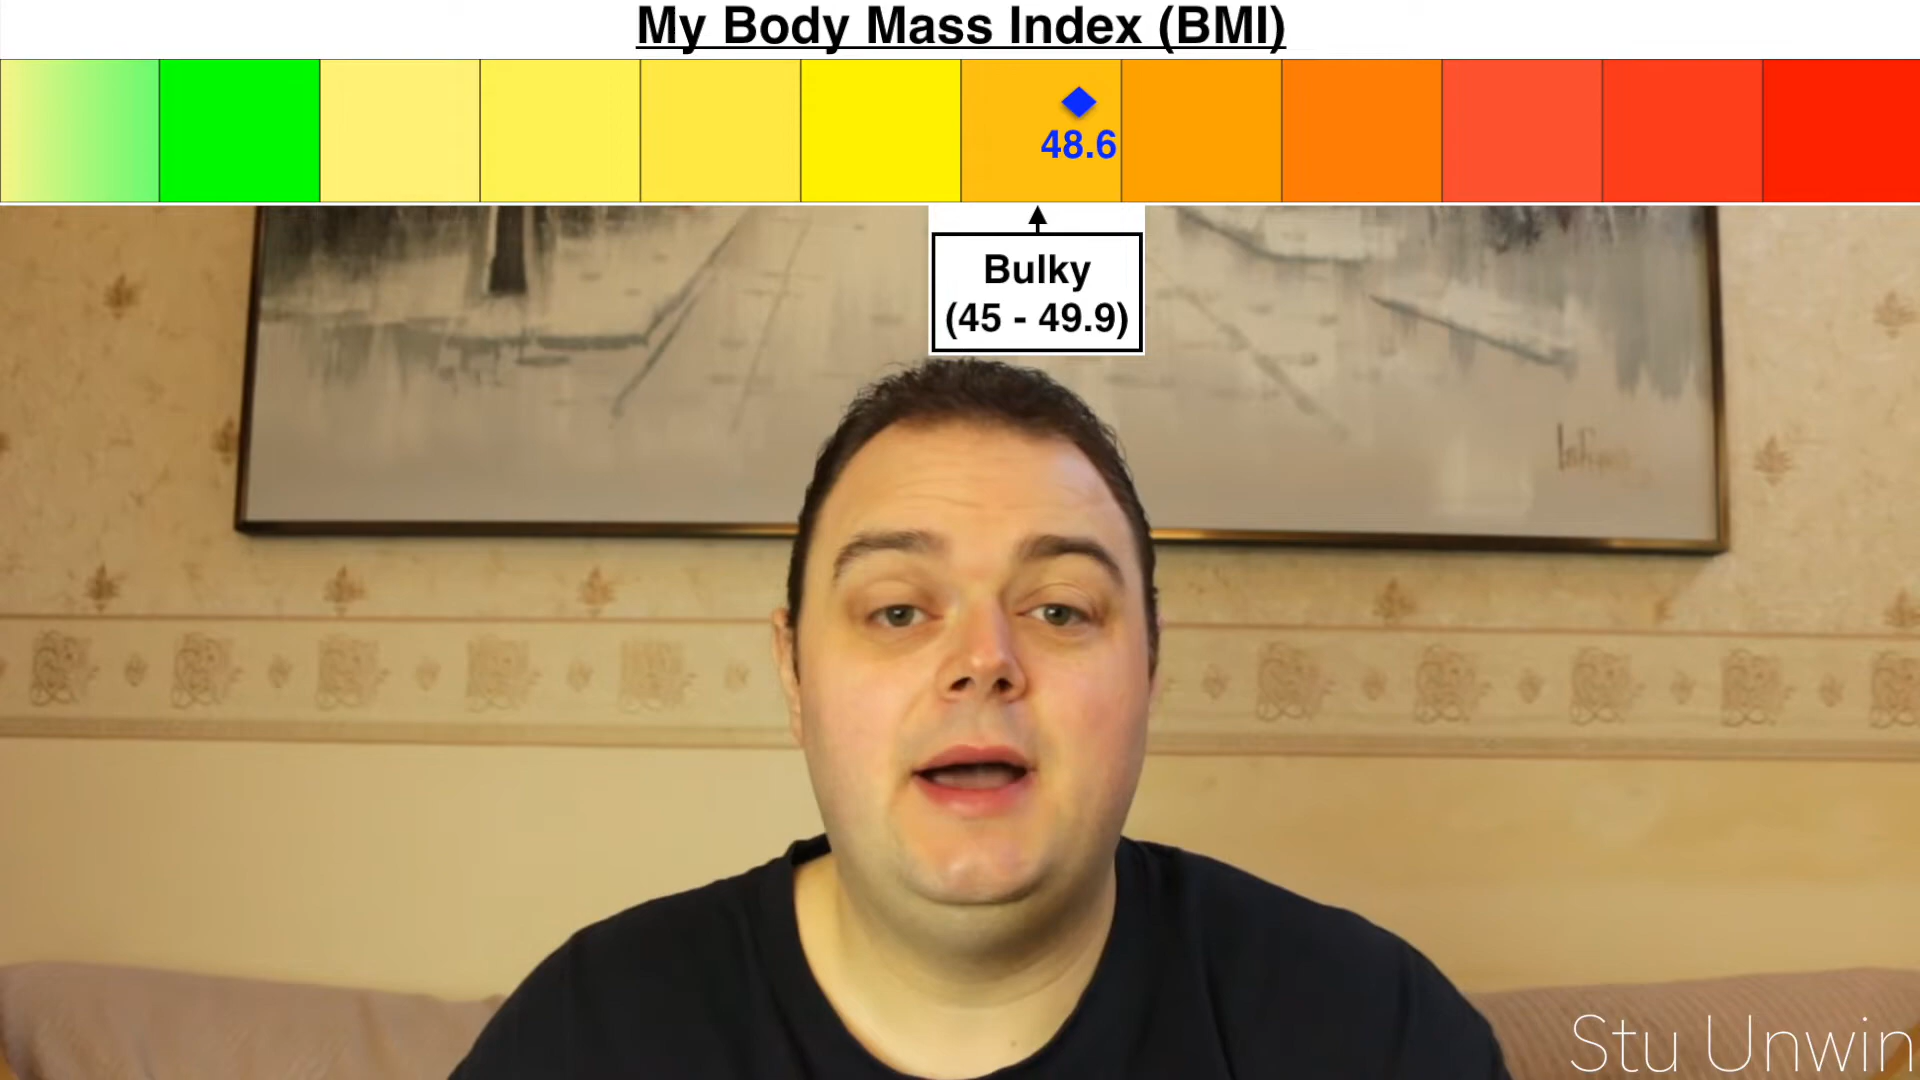 My Body Mass Index (BMI)
48.6
Bulky
(45 - 49.9)
Stu Unwin